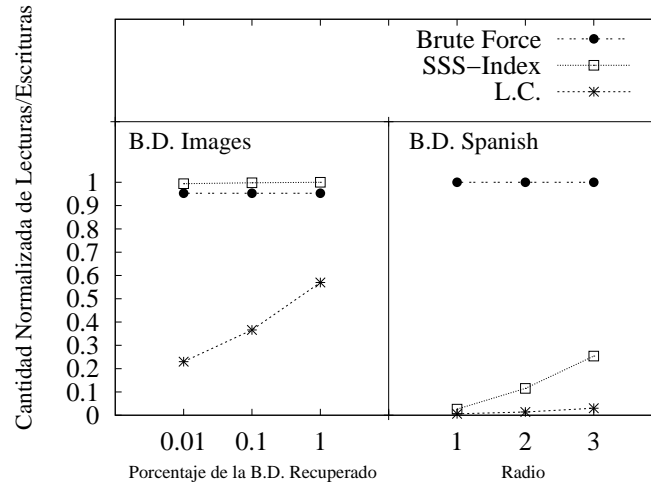 Brute Force
SSS-Index
L.C.
Cantidad Normalizada de Lecturas/Escrituras
B.D. Images
B.D. Spanish
1
0.9
0.8
0.7
0.6
0.5
0.4
0.3
0.2
0.1
0
0.01 0.1 1
1 2 3
Porcentaje de la B.D. Recuperado
Radio